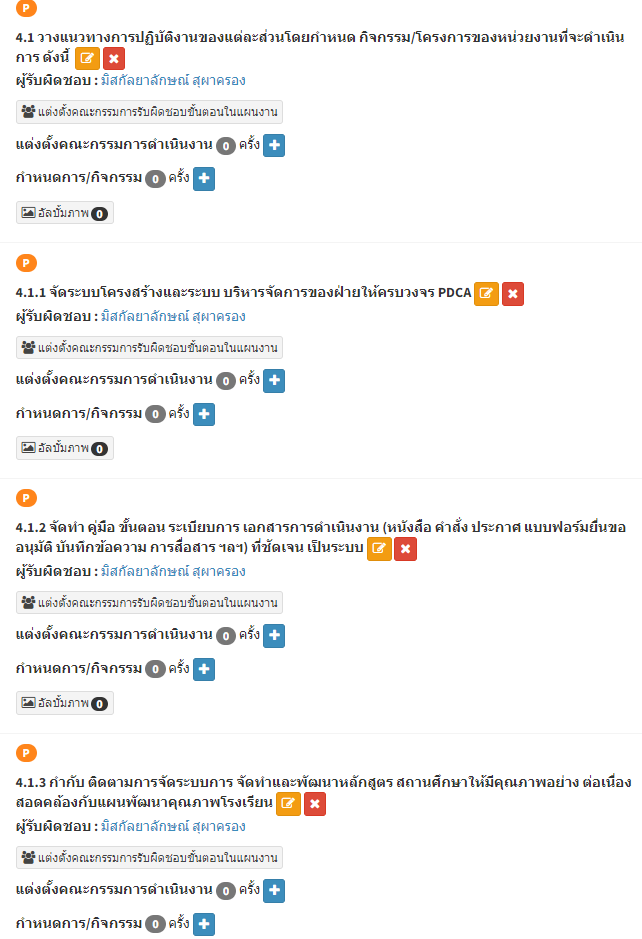 P
4.1 วางแนวทางการปฏิบัติงานของแต่ละส่วนโดยกำหนด กิจกรรม/โครงการของหน่วยงานที่จะดำเนิน
การ ดังนี้
ผู้รับผิดชอบ : มิสกัลยาลักษณ์ สุผาครอง
แต่งตั้งคณะกรรมการรับผิดชอบขั้นตอนในแผนงาน
แต่งตั้งคณะกรรมการดำเนินงาน 0 ครั้ง
กำหนดการ/กิจกรรม 0 ครั้ง
อัลบั้มภาพ 0
P
4.1.1 จัดระบบโครงสร้างและระบบ บริหารจัดการของฝ่ายให้ครบวงจร PDCA
ผู้รับผิดชอบ : มิสกัลยาลักษณ์ สุผาครอง
แต่งตั้งคณะกรรมการรับผิดชอบขั้นตอนในแผนงาน
แต่งตั้งคณะกรรมการดำเนินงาน 0 ครั้ง
กำหนดการ/กิจกรรม 0 ครั้ง
อัลบั้มภาพ 0
P
4.1.2 จัดทำ คู่มือ ขั้นตอน ระเบียบการ เอกสารการดำเนินงาน (หนังสือ คำสั่ง ประกาศ แบบฟอร์มยื่นขอ
อนุมัติ บันทึกข้อความ การสื่อสาร ฯลฯ) ที่ชัดเจน เป็นระบบ
ผู้รับผิดชอบ : มิสกัลยาลักษณ์ สุผาครอง
แต่งตั้งคณะกรรมการรับผิดชอบขั้นตอนในแผนงาน
แต่งตั้งคณะกรรมการดำเนินงาน 0 ครั้ง
กำหนดการ/กิจกรรม 0 ครั้ง
อัลบั้มภาพ 0
P
4.1.3 กำกับ ติดตามการจัดระบบการ จัดทำและพัฒนาหลักสูตร สถานศึกษาให้มีคุณภาพอย่าง ต่อเนื่อง
สอดคล้องกับแผนพัฒนาคุณภาพโรงเรียน
ผู้รับผิดชอบ : มิสกัลยาลักษณ์ สุผาครอง
แต่งตั้งคณะกรรมการรับผิดชอบขั้นตอนในแผนงาน
แต่งตั้งคณะกรรมการดำเนินงาน 0 ครั้ง
กำหนดการ/กิจกรรม 0 ครั้ง